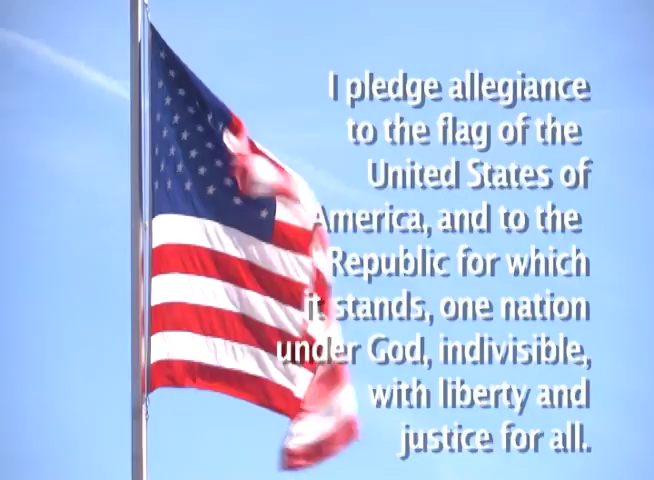 I pledge allegiance
to the flag of the
United States of
America, and to the
Republic for which
it stands, one nation
under God, indivisible,
with liberty and
justice for all.